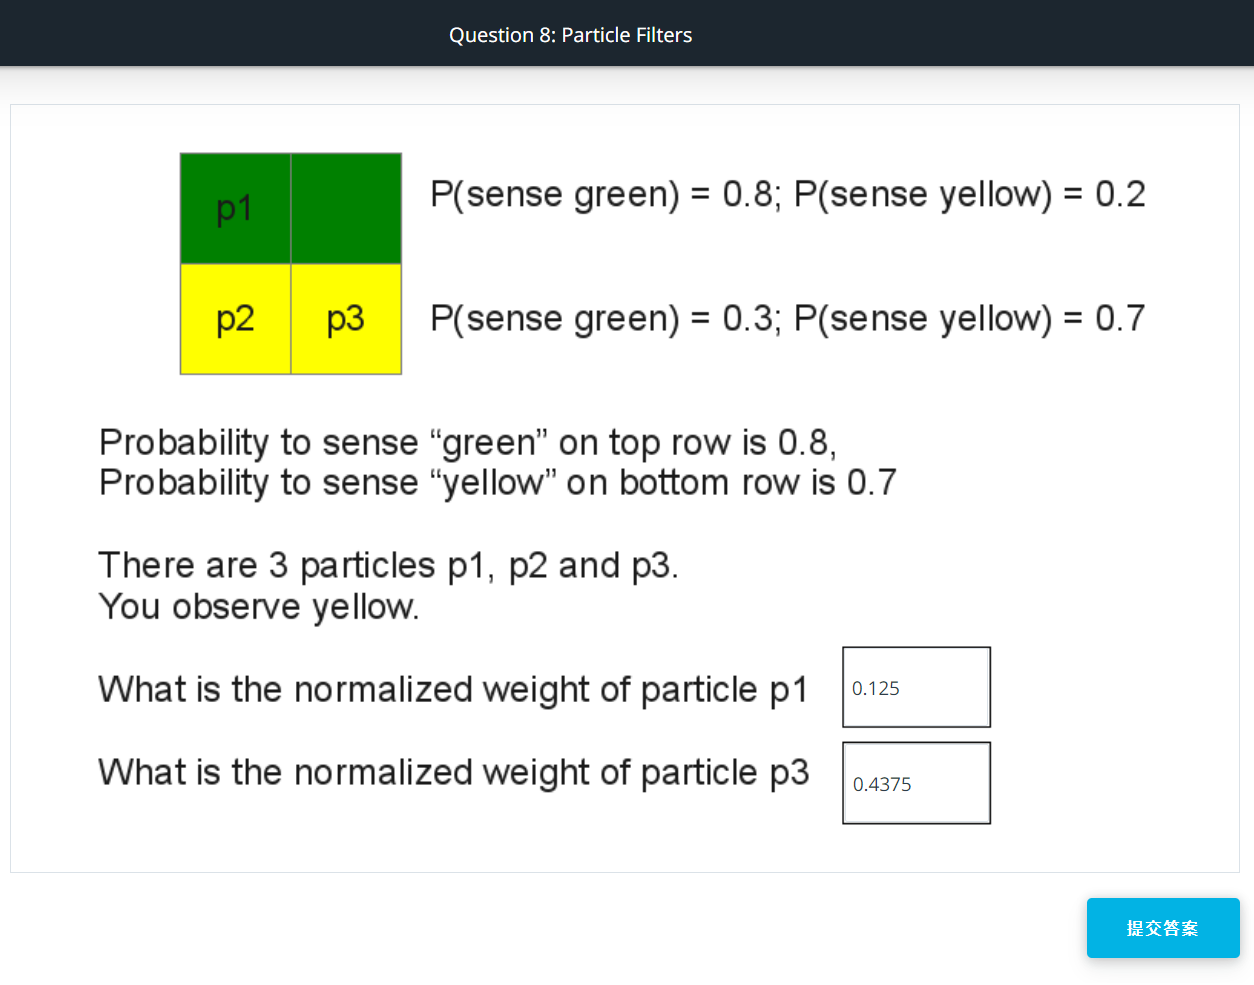 Question 8: Particle Filters
p1
P(sense green) = 0.8; P(sense yellow) = 0.2
p2 p3
P(sense green) = 0.3; P(sense yellow) = 0.7
Probability to sense “green” on top row is 0.8,
Probability to sense “yellow” on bottom row is 0.7
There are 3 particles p1, p2 and p3.
You observe yellow.
What is the normalized weight of particle p1
0.125
What is the normalized weight of particle p3
0.4375
提交答案